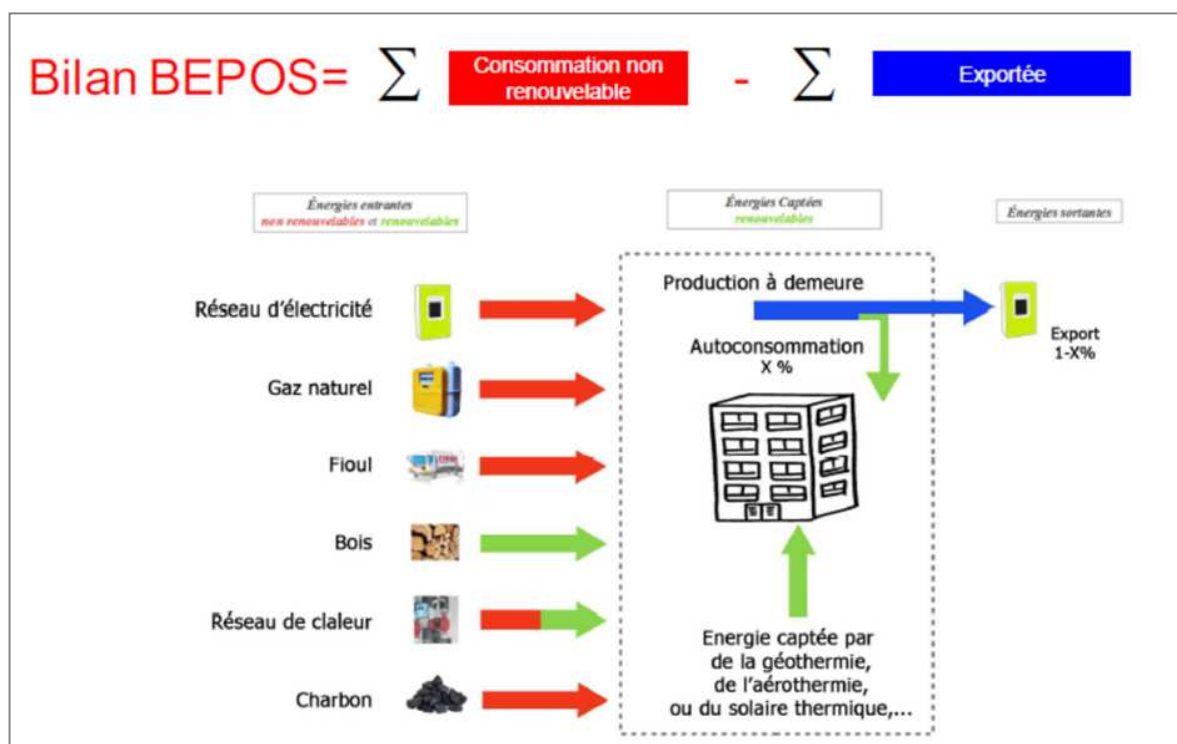 Bilan BEPOS= ∑ Consommation non renouvelable - ∑ Exportée
Énergies entrantes
non renouvelables et renouvelables
Énergies Captées
renouvelables
Énergies sortantes
Réseau d'électricité
Gaz naturel
Fioul
Bois
Réseau de claleur
Charbon
Production à demeure
Autoconsommation
X %
Export
1-X%
Energie captée par
de la géothermie,
de l'aérothermie,
ou du solaire thermique,...